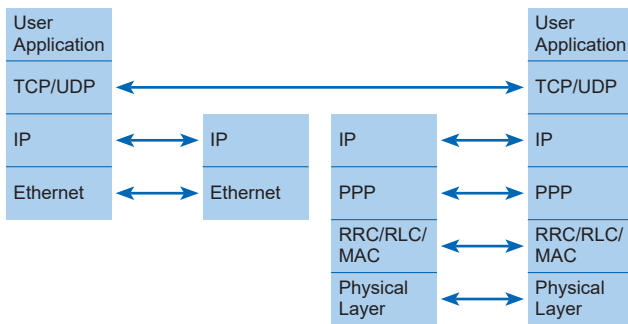 User
Application
TCP/UDP
IP
Ethernet
IP
Ethernet
IP
PPP
RRC/RLC/
MAC
Physical
Layer
User
Application
TCP/UDP
IP
PPP
RRC/RLC/
MAC
Physical
Layer